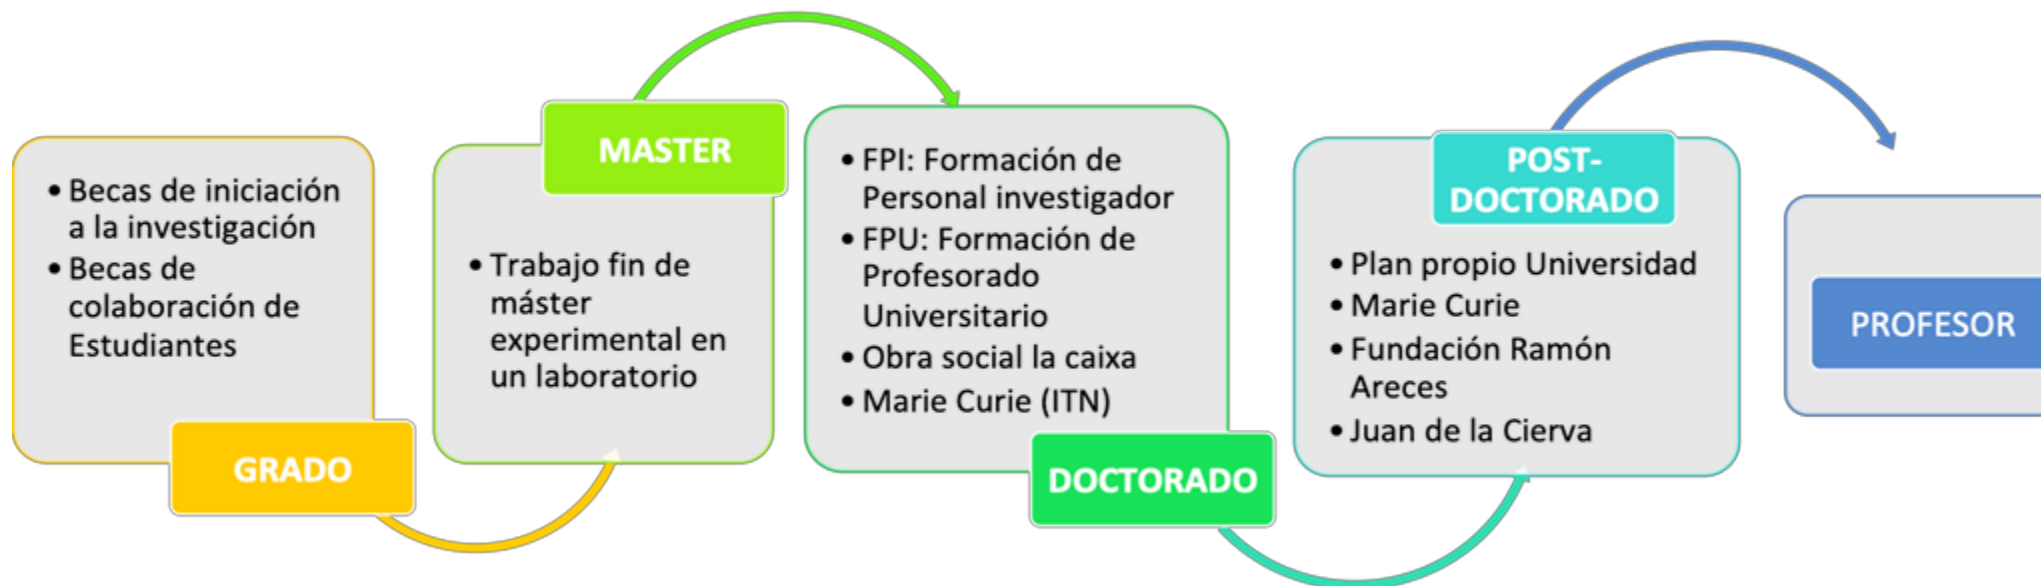 • Becas de iniciación
a la investigación
• Becas de
colaboración de
Estudiantes
GRADO
MASTER
• Trabajo fin de
máster
experimental en
un laboratorio
• FPI: Formación de
Personal investigador
• FPU: Formación de
Profesorado
Universitario
• Obra social la caixa
• Marie Curie (ITN)
DOCTORADO
POST-
DOCTORADO
• Plan propio Universidad
• Marie Curie
• Fundación Ramón
Areces
• Juan de la Cierva
PROFESOR